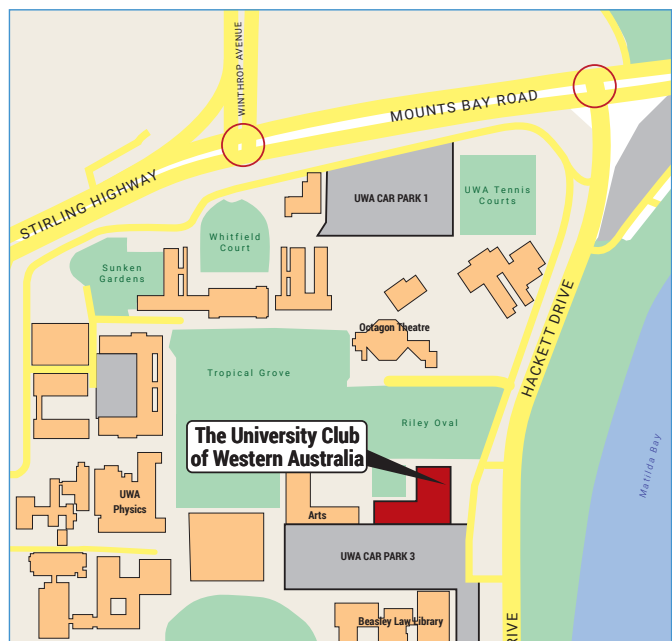 WINTHROP AVENUE
MOUNTS BAY ROAD
STIRLING HIGHWAY
UWA CAR PARK 1
UWA Tennis
Courts
Whitfield
Court
Sunken
Gardens
HACKETT DRIVE
Octagon Theatre
Tropical Grove
Riley Oval
The University Club
of Western Australia
Matilda Bay
UWA
Physics
Arts
UWA CAR PARK 3
Beasley Law Library
RIVE